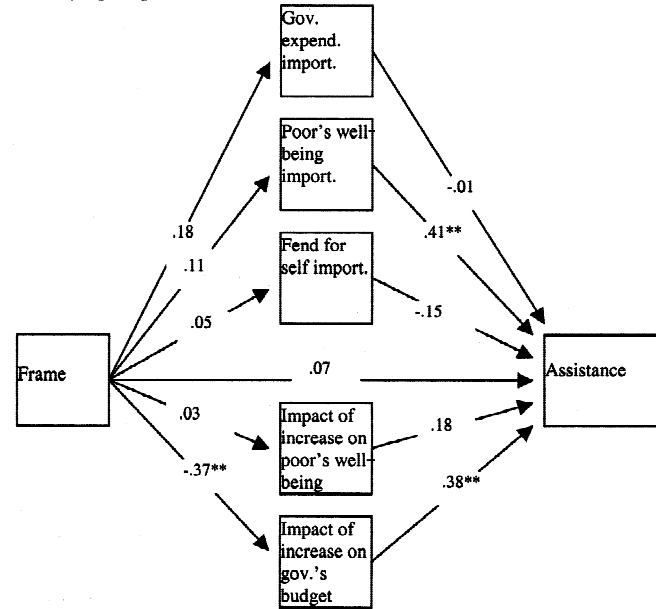 Gov.
expend.
import.
Poor's well-
being
import.
-.01
.41**
.18
.11
Fend for
self import.
.05
-.15
Frame
.07
Assistance
.03
Impact of
increase on
poor's well-
being
.18
-.37**
.38**
Impact of
increase on
gov.'s
budget